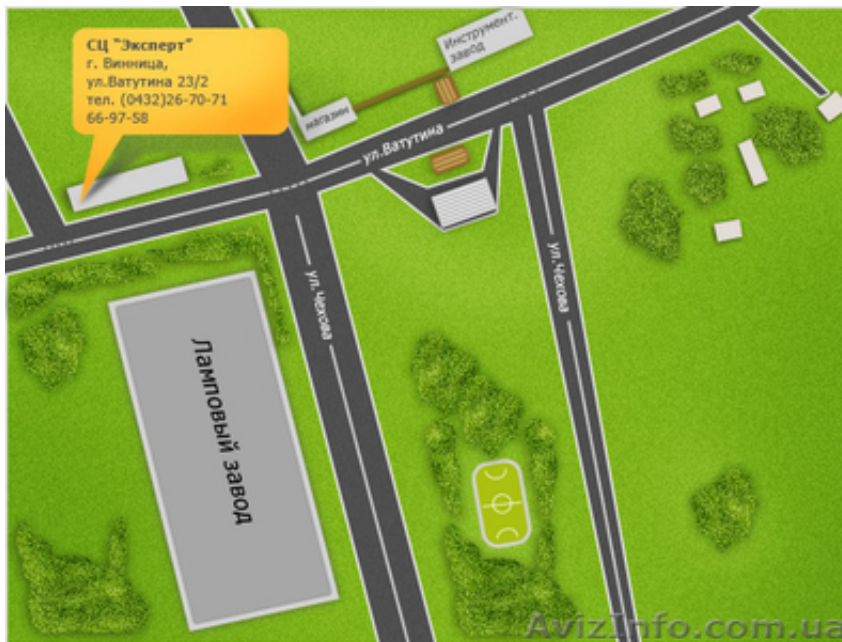 СЦ "Эксперт"
г. Винница,
ул.Ватутина 23/2
тел. (0432)26-70-71
66-97-58
Инструмент.
завод
магазин
ул.Ватутина
ул.Чехова
ул.Чехова
Ламповый завод
AvizInfo.com.ua